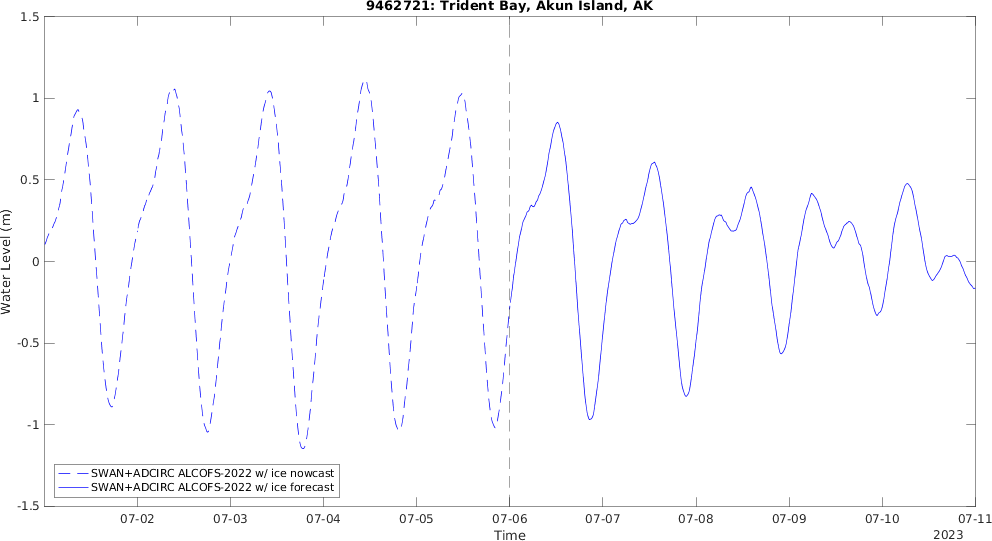 9462721: Trident Bay, Akun Island, AK
1.5
1
0.5
0
-0.5
-1
-1.5
Water Level (m)
SWAN+ADCIRC ALCOFS-2022 w/ ice nowcast
SWAN+ADCIRC ALCOFS-2022 w/ ice forecast
07-02 07-03 07-04 07-05 07-06 07-07 07-08 07-09 07-10 07-11
Time
2023